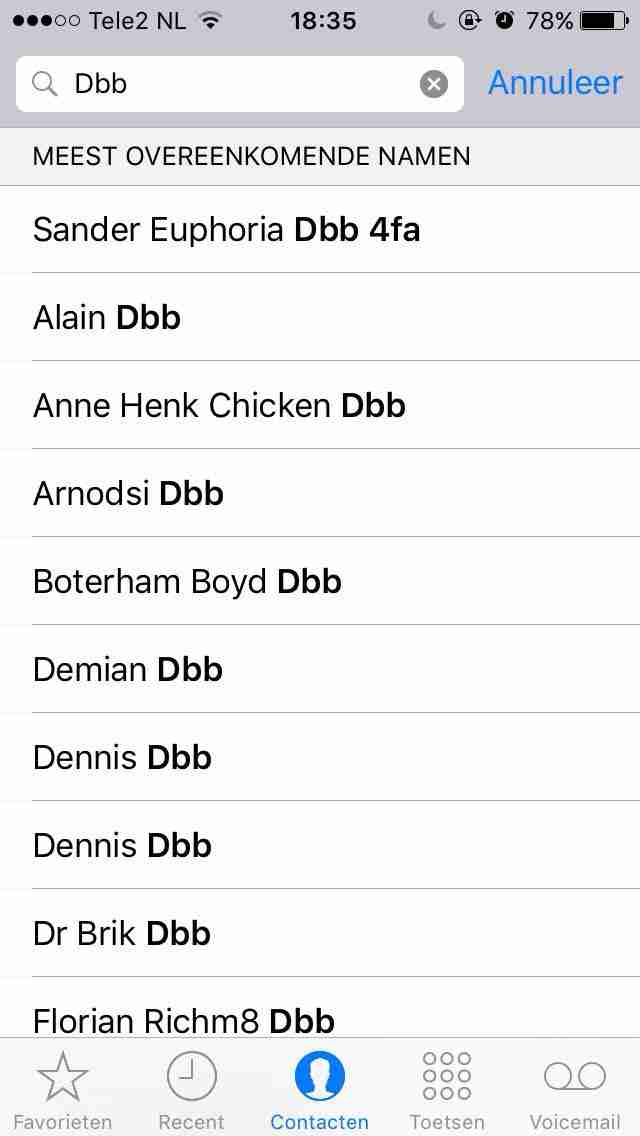 Tele2 NL 18:35 78%
Dbb Annuleer
MEEST OVEREENKOMENDE NAMEN
Sander Euphoria Dbb 4fa
Alain Dbb
Anne Henk Chicken Dbb
Arnodsi Dbb
Boterham Boyd Dbb
Demian Dbb
Dennis Dbb
Dennis Dbb
Dr Brik Dbb
Florian Richm8 Dbb
Favorieten Recent Contacten Toetsen Voicemail